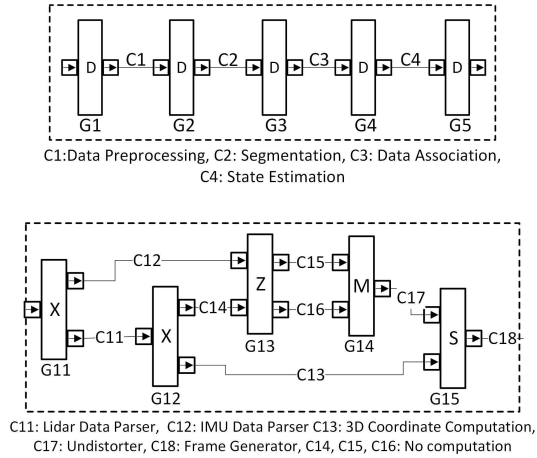 C1 C2 C3 C4
D D D D D
G1 G2 G3 G4 G5
C1:Data Preprocessing, C2: Segmentation, C3: Data Association,
C4: State Estimation
C12 C15
Z M
X C14 C16 C17
X
C11 G13 G14 S C18
G11 C13
G12 G15
C11: Lidar Data Parser, C12: IMU Data Parser C13: 3D Coordinate Computation,
C17: Undistorter, C18: Frame Generator, C14, C15, C16: No computation